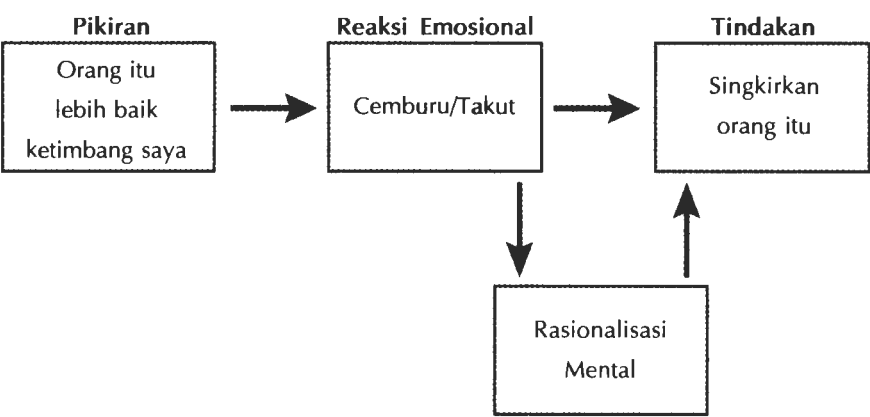 Pikiran
Orang itu
lebih baik
ketimbang saya
Reaksi Emosional
Cemburu/Takut
Tindakan
Singkirkan
orang itu
Rasionalisasi
Mental